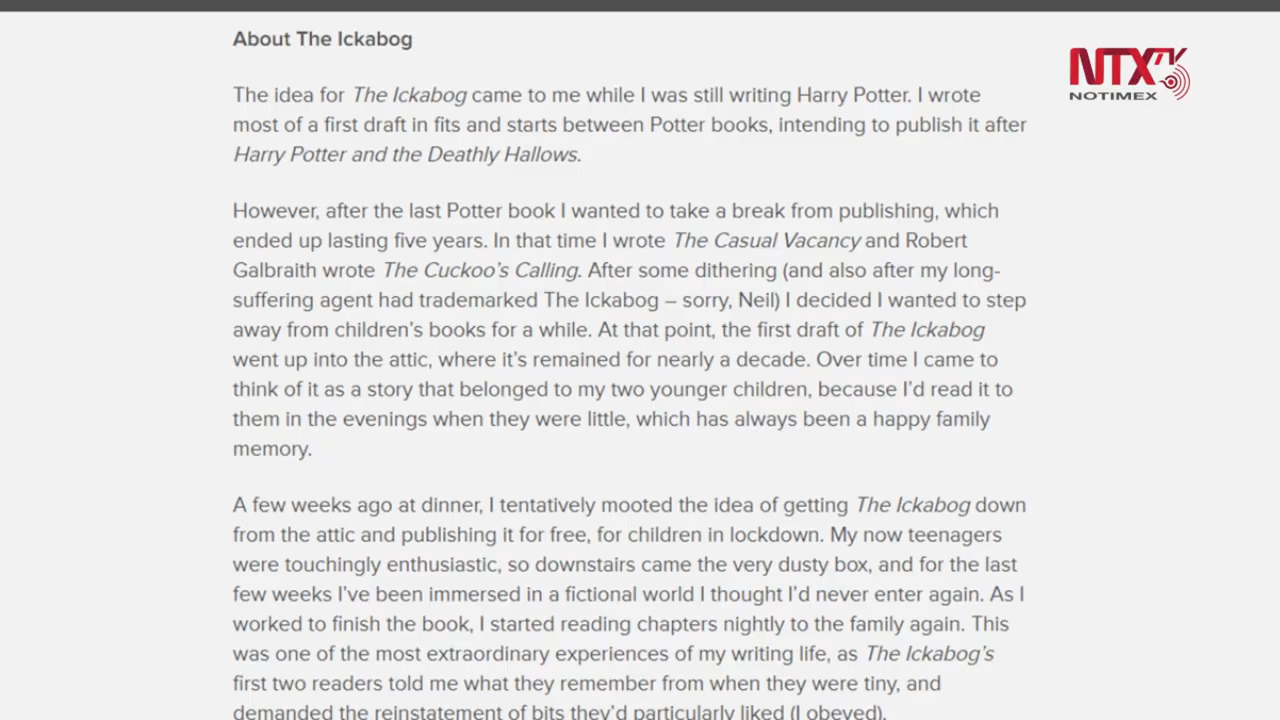 About The Ickabog
NTX TV
NOTIMEX
The idea for The Ickabog came to me while I was still writing Harry Potter. I wrote
most of a first draft in fits and starts between Potter books, intending to publish it after
Harry Potter and the Deathly Hallows.
However, after the last Potter book I wanted to take a break from publishing, which
ended up lasting five years. In that time I wrote The Casual Vacancy and Robert
Galbraith wrote The Cuckoo’s Calling. After some dithering (and also after my long-
suffering agent had trademarked The Ickabog – sorry, Neil) I decided I wanted to step
away from children’s books for a while. At that point, the first draft of The Ickabog
went up into the attic, where it’s remained for nearly a decade. Over time I came to
think of it as a story that belonged to my two younger children, because I’d read it to
them in the evenings when they were little, which has always been a happy family
memory.
A few weeks ago at dinner, I tentatively mooted the idea of getting The Ickabog down
from the attic and publishing it for free, for children in lockdown. My now teenagers
were touchingly enthusiastic, so downstairs came the very dusty box, and for the last
few weeks I’ve been immersed in a fictional world I thought I’d never enter again. As I
worked to finish the book, I started reading chapters nightly to the family again. This
was one of the most extraordinary experiences of my writing life, as The Ickabog’s
first two readers told me what they remember from when they were tiny, and
demanded the reinstatement of bits they’d particularly liked (I obeyed).